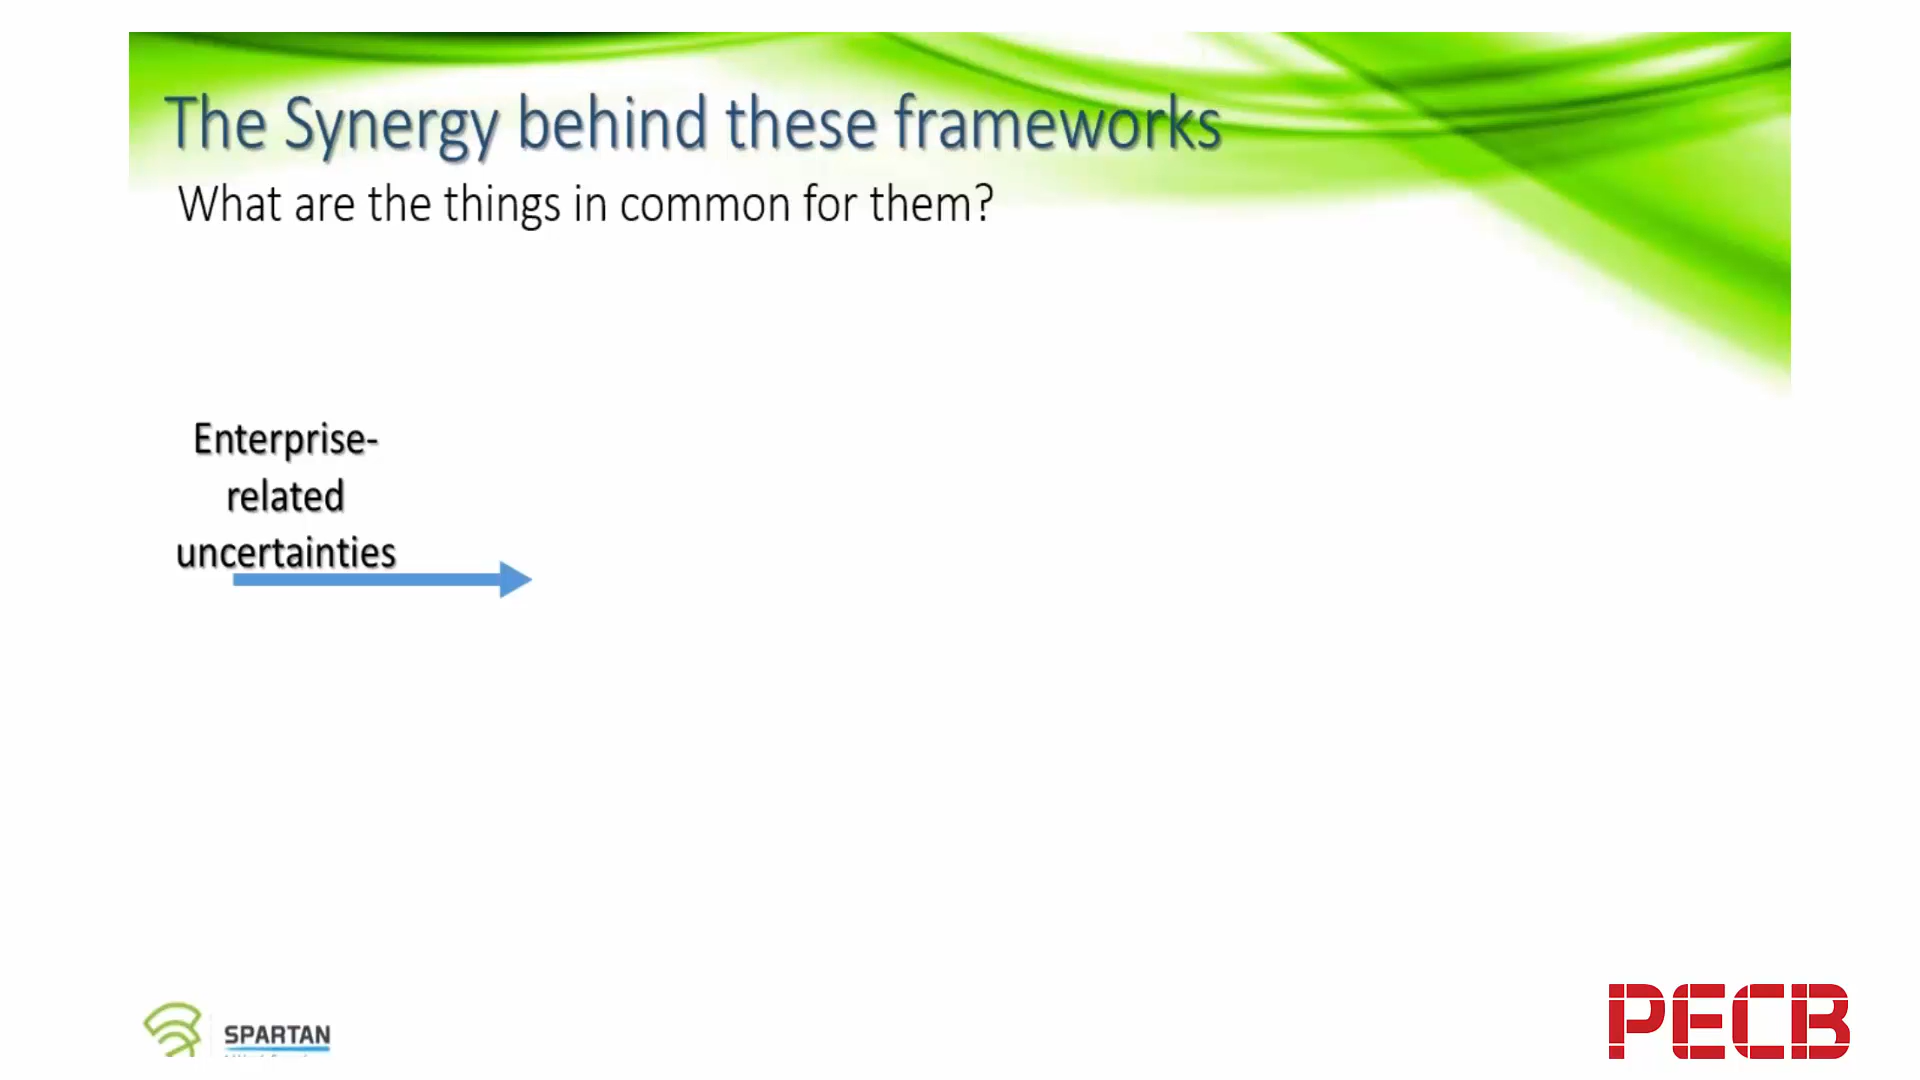 The Synergy behind these frameworks
What are the things in common for them?
Enterprise-
related
uncertainties
SPARTAN
PECB